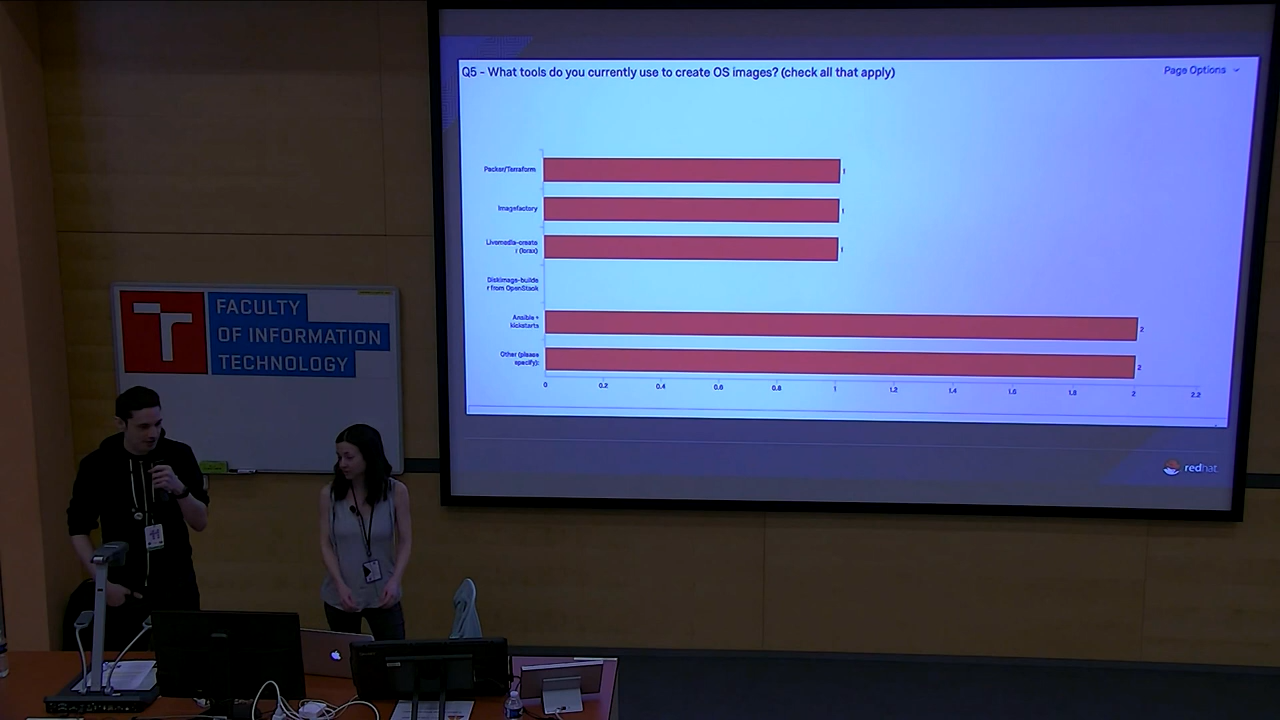 Q5 - What tools do you currently use to create OS images? (check all that apply)
Page Options
Packer/Terraform
1
Imagefactory
1
Livemedia-create
r (lorax)
1
Diskimage-builde
r from OpenStack
Ansible +
kickstarts
2
Other (please
specify):
2
0 0.2 0.4 0.6 0.8 1 1.2 1.4 1.6 1.8 2 2.2
redhat
FACULTY
OF INFORMATION
TECHNOLOGY